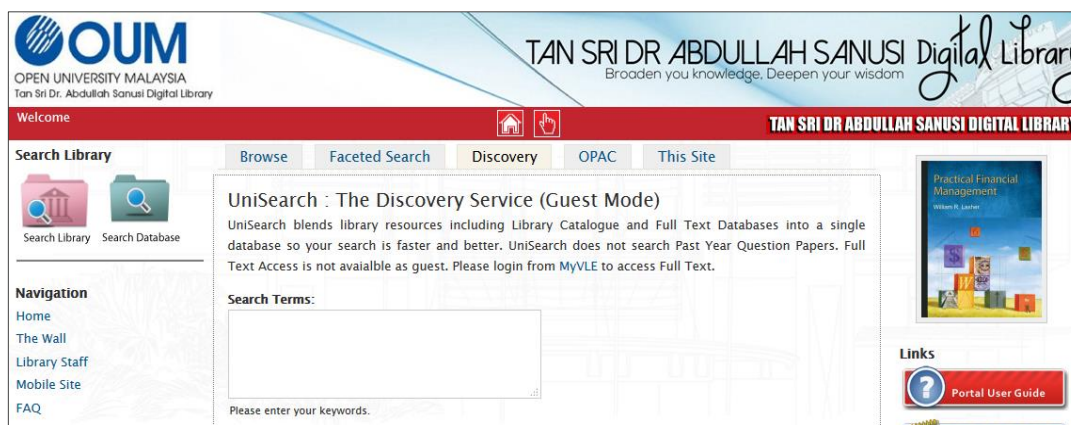 OUM
OPEN UNIVERSITY MALAYSIA
Tan Sri Dr. Abdullah Sanusi Digital Library
TAN SRI DR ABDULLAH SANUSI Digital Library
Broaden you knowledge, Deepen your wisdom
Welcome
TAN SRI DR ABDULLAH SANUSI DIGITAL LIBRARY
Search Library
Search Library Search Database
Navigation
Home
The Wall
Library Staff
Mobile Site
FAQ
Browse Faceted Search Discovery OPAC This Site
UniSearch : The Discovery Service (Guest Mode)
UniSearch blends library resources including Library Catalogue and Full Text Databases into a single
database so your search is faster and better. UniSearch does not search Past Year Question Papers. Full
Text Access is not avaialble as guest. Please login from MyVLE to access Full Text.
Search Terms:
Please enter your keywords.
Practical Financial
Management
William R. Lasher
Links
? Portal User Guide